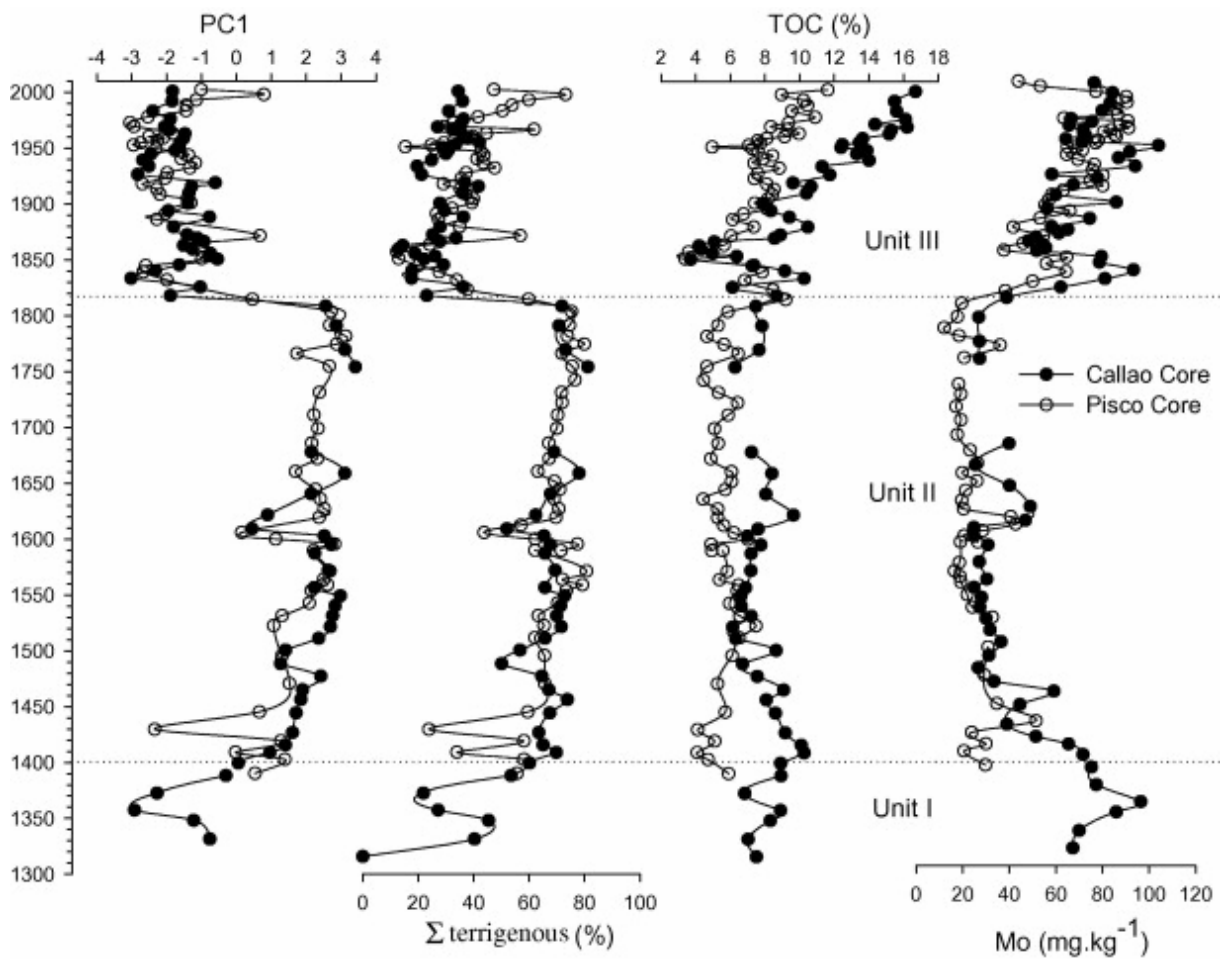 PC1
TOC (%)
-4 -3 -2 -1 0 1 2 3 4
2 4 6 8 10 12 14 16 18
2000
1950
1900
Unit III
1850
1800
Callao Core
1750
Pisco Core
1700
1650
Unit II
1600
1550
1500
1450
1400
1350
Unit I
1300
0 20 40 60 80 100
0 20 40 60 80 100 120
Σ terrigenous (%)
Mo (mg.kg⁻¹)